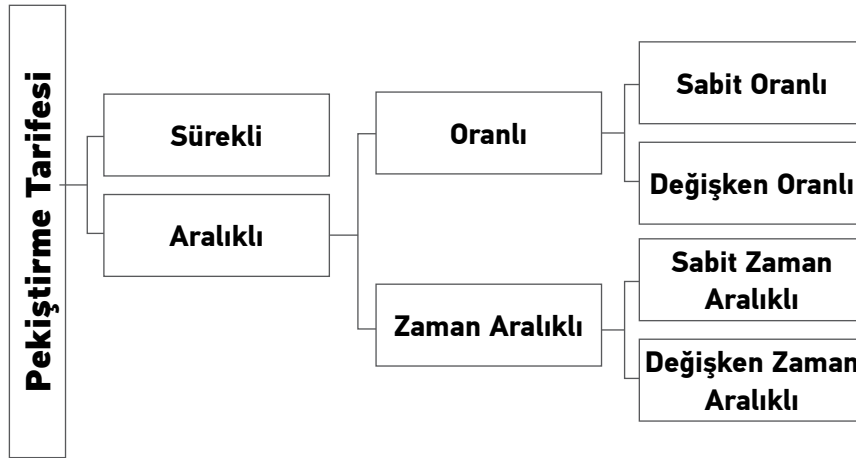 Pekiştirme Tarifesi
Sürekli
Aralıklı
Oranlı
Zaman Aralıklı
Sabit Oranlı
Değişken Oranlı
Sabit Zaman
Aralıklı
Değişken Zaman
Aralıklı